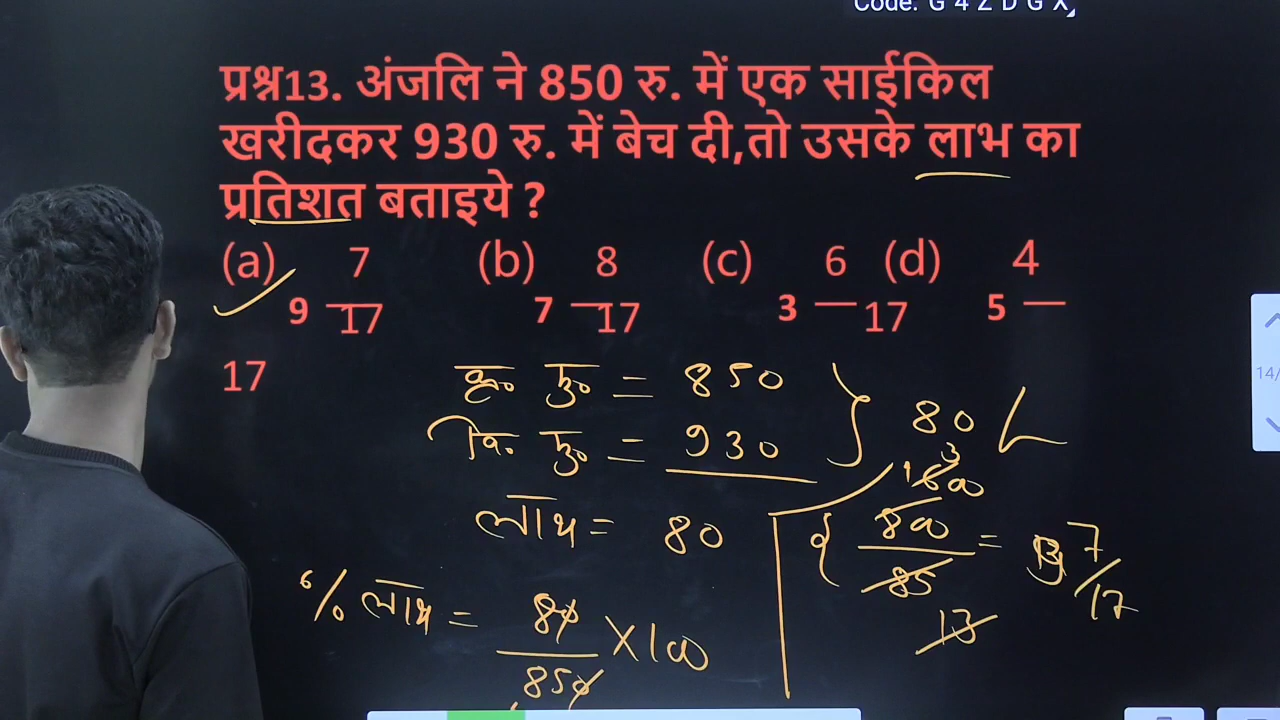 Code: G 4 Z D G X
प्रश्न13. अंजलि ने 850 रु. में एक साईकिल
खरीदकर 930 रु. में बेच दी,तो उसके लाभ का
प्रतिशत बताइये ?
(a) 9 7/17 (b) 7 8/17 (c) 3 6/17 (d) 5 4/
17
क्र० मू० = 850
वि० मू० = 930
80
लाभ = 80
% लाभ = 80/850 X 100
800/85 =
7/17
13
14/